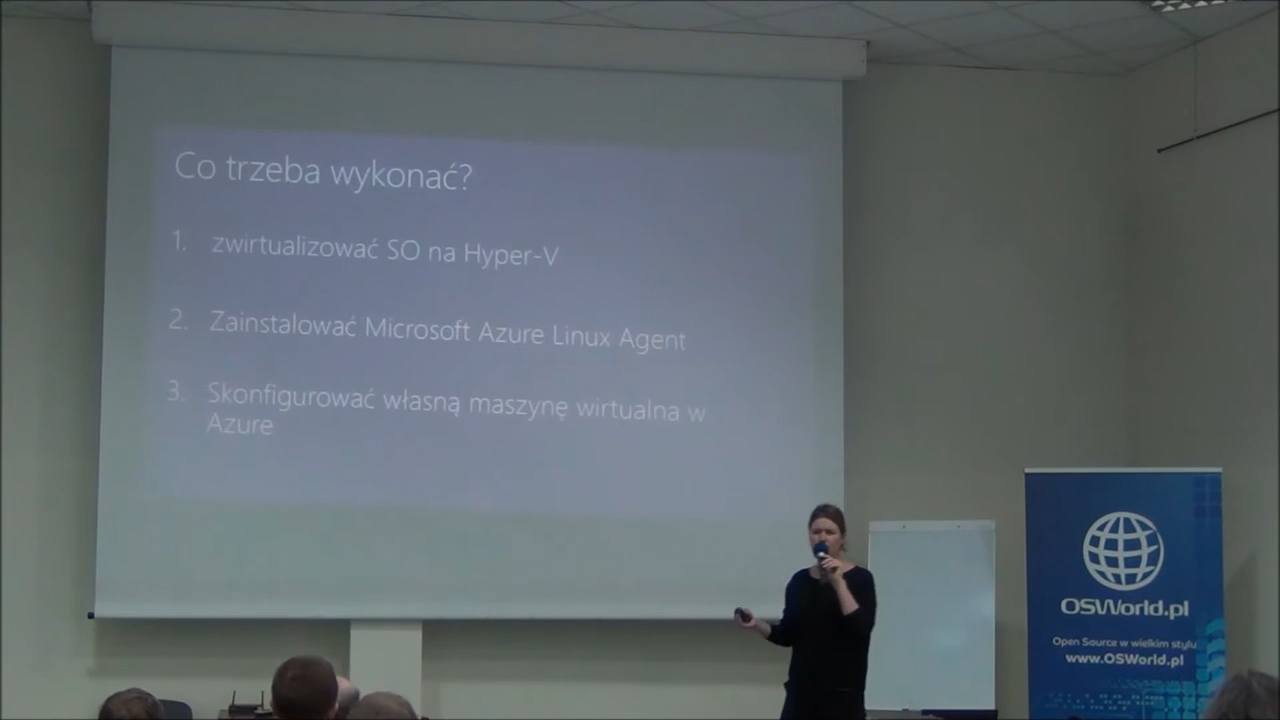 Co trzeba wykonać?
1. zwirtualizować SO na Hyper-V
2. Zainstalować Microsoft Azure Linux Agent
3. Skonfigurować własną maszynę wirtualna w
Azure
OSWorld.pl
Open Source w wielkim stylu
www.OSWorld.pl